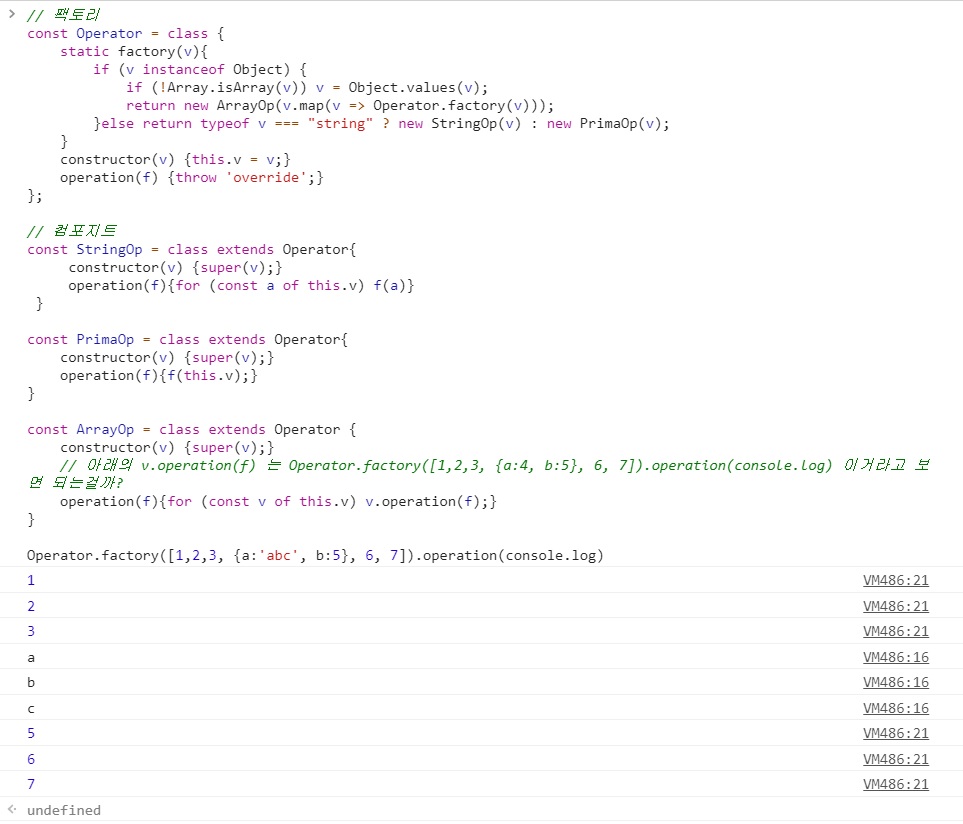 > // 팩토리
const Operator = class {
    static factory(v){
        if (v instanceof Object) {
            if (!Array.isArray(v)) v = Object.values(v);
            return new ArrayOp(v.map(v => Operator.factory(v)));
        }else return typeof v === "string" ? new StringOp(v) : new PrimaOp(v);
    }
    constructor(v) {this.v = v;}
    operation(f) {throw 'override';}
};

// 컴포지트
const StringOp = class extends Operator{
     constructor(v) {super(v);}
     operation(f){for (const a of this.v) f(a)}
 }

const PrimaOp = class extends Operator{
    constructor(v) {super(v);}
    operation(f){f(this.v);}
}

const ArrayOp = class extends Operator {
    constructor(v) {super(v);}
    // 아래의 v.operation(f) 는 Operator.factory([1,2,3, {a:4, b:5}, 6, 7]).operation(console.log) 이거라고 보
면 되는걸까?
    operation(f){for (const v of this.v) v.operation(f);}
}

Operator.factory([1,2,3, {a:'abc', b:5}, 6, 7]).operation(console.log)
1 VM486:21
2 VM486:21
3 VM486:21
a VM486:16
b VM486:16
c VM486:16
5 VM486:21
6 VM486:21
7 VM486:21
< undefined